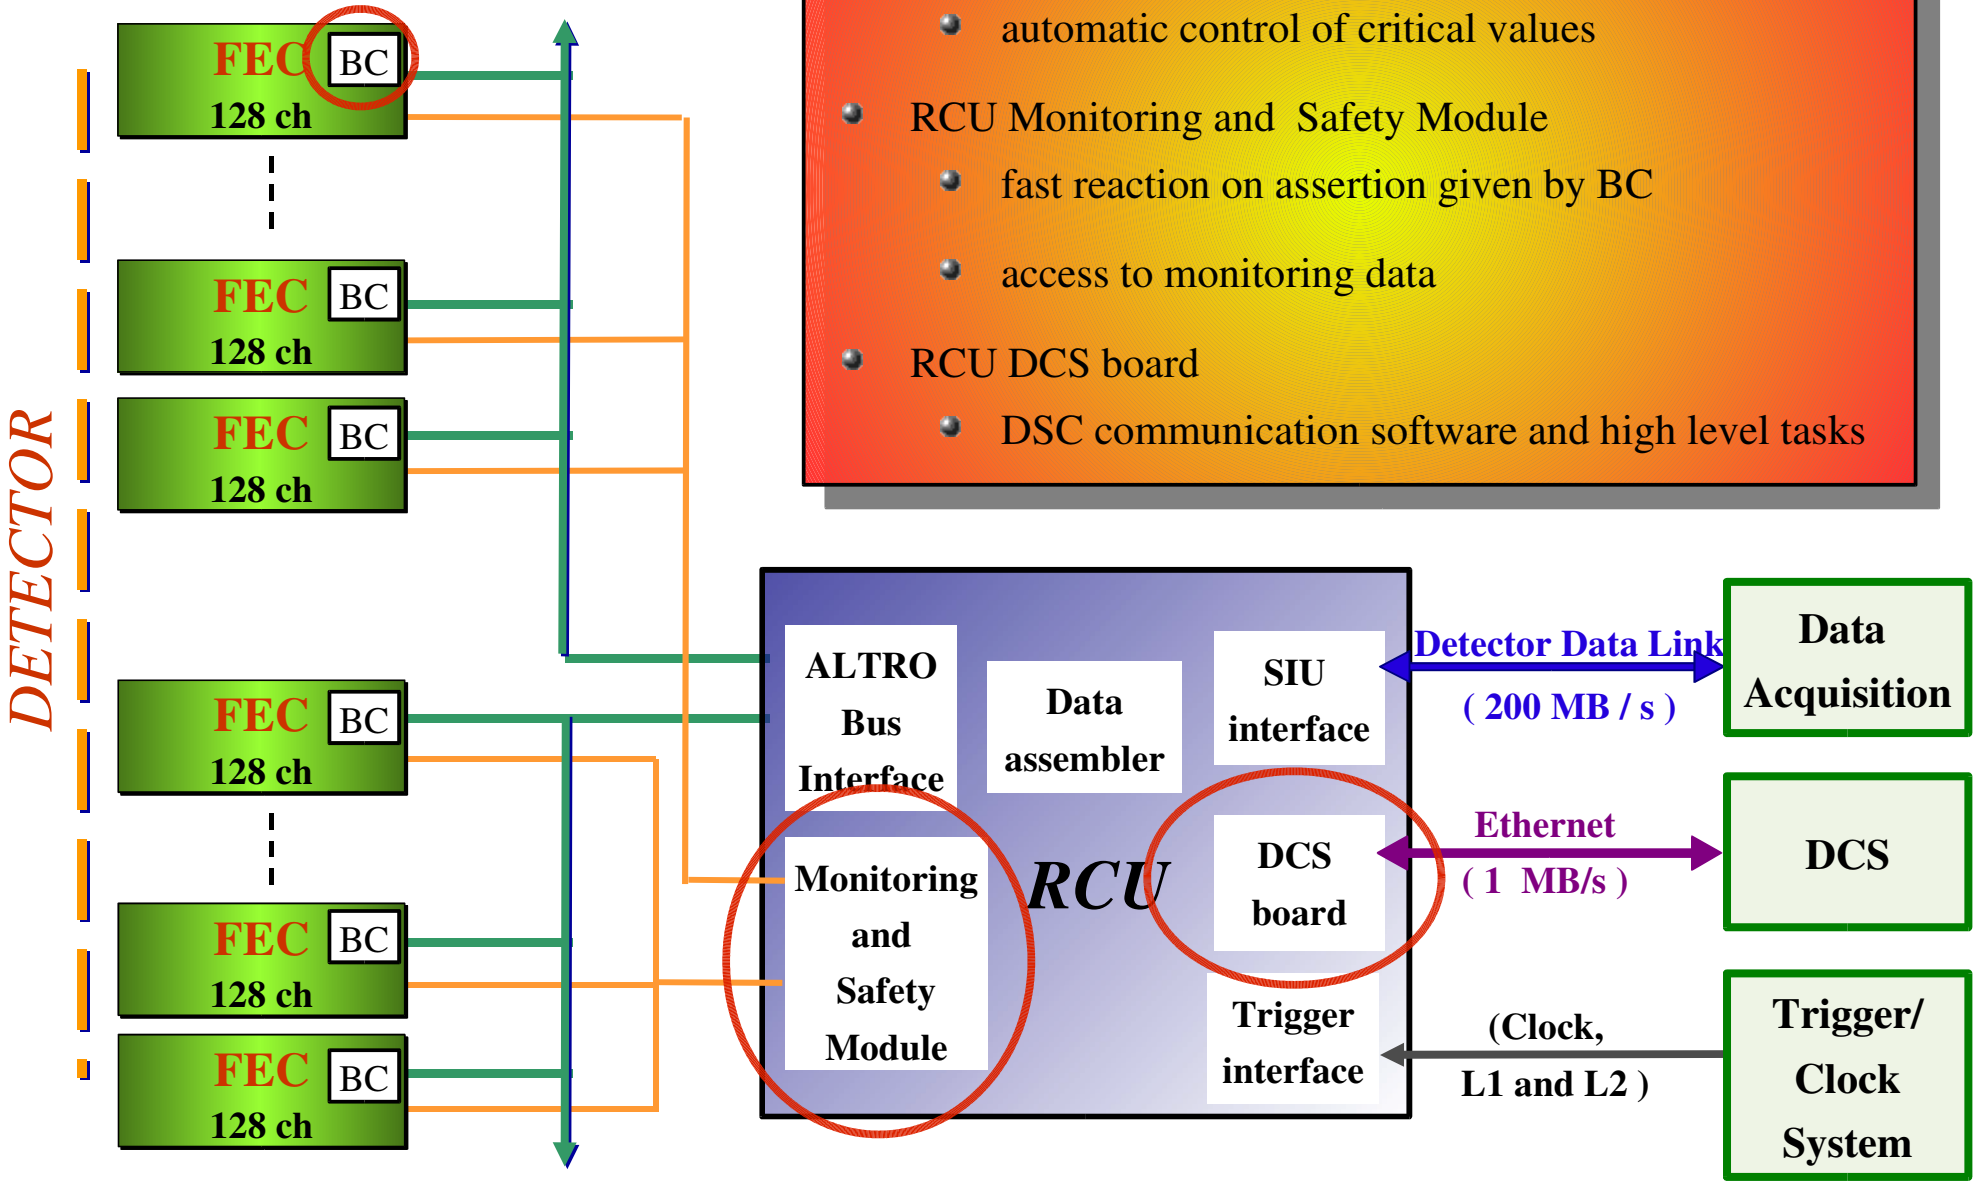 automatic control of critical values
RCU Monitoring and Safety Module
fast reaction on assertion given by BC
access to monitoring data
RCU DCS board
DSC communication software and high level tasks
DETECTOR
FEC
BC
128 ch
FEC
BC
128 ch
FEC
BC
128 ch
FEC
BC
128 ch
FEC
BC
128 ch
FEC
BC
128 ch
ALTRO
Bus
Interface
Data
assembler
SIU
interface
Monitoring
and
Safety
Module
RCU
DCS
board
Trigger
interface
Detector Data Link
( 200 MB / s )
Ethernet
( 1 MB/s )
(Clock,
L1 and L2 )
Data
Acquisition
DCS
Trigger/
Clock
System